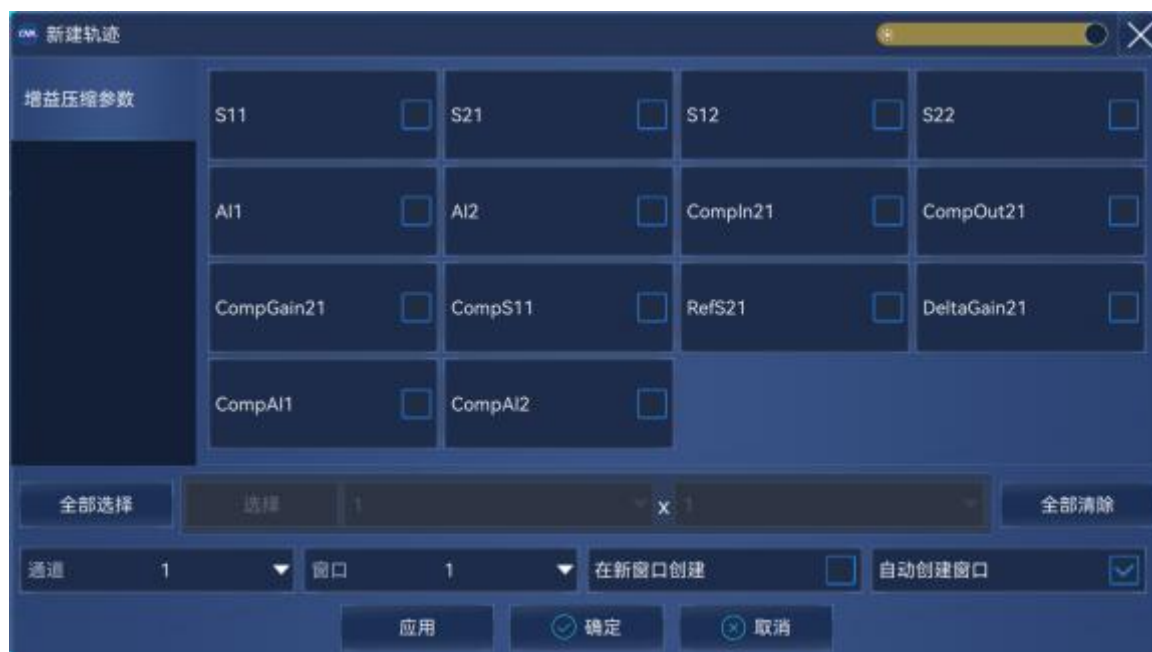 新建轨迹
增益压缩参数
S11 S21 S12 S22
AI1 AI2 CompIn21 CompOut21
CompGain21 CompS11 RefS21 DeltaGain21
CompAI1 CompAI2
全部选择 选择 1 x 1 全部清除
通道 1 窗口 1 在新窗口创建 自动创建窗口
应用 确定 取消